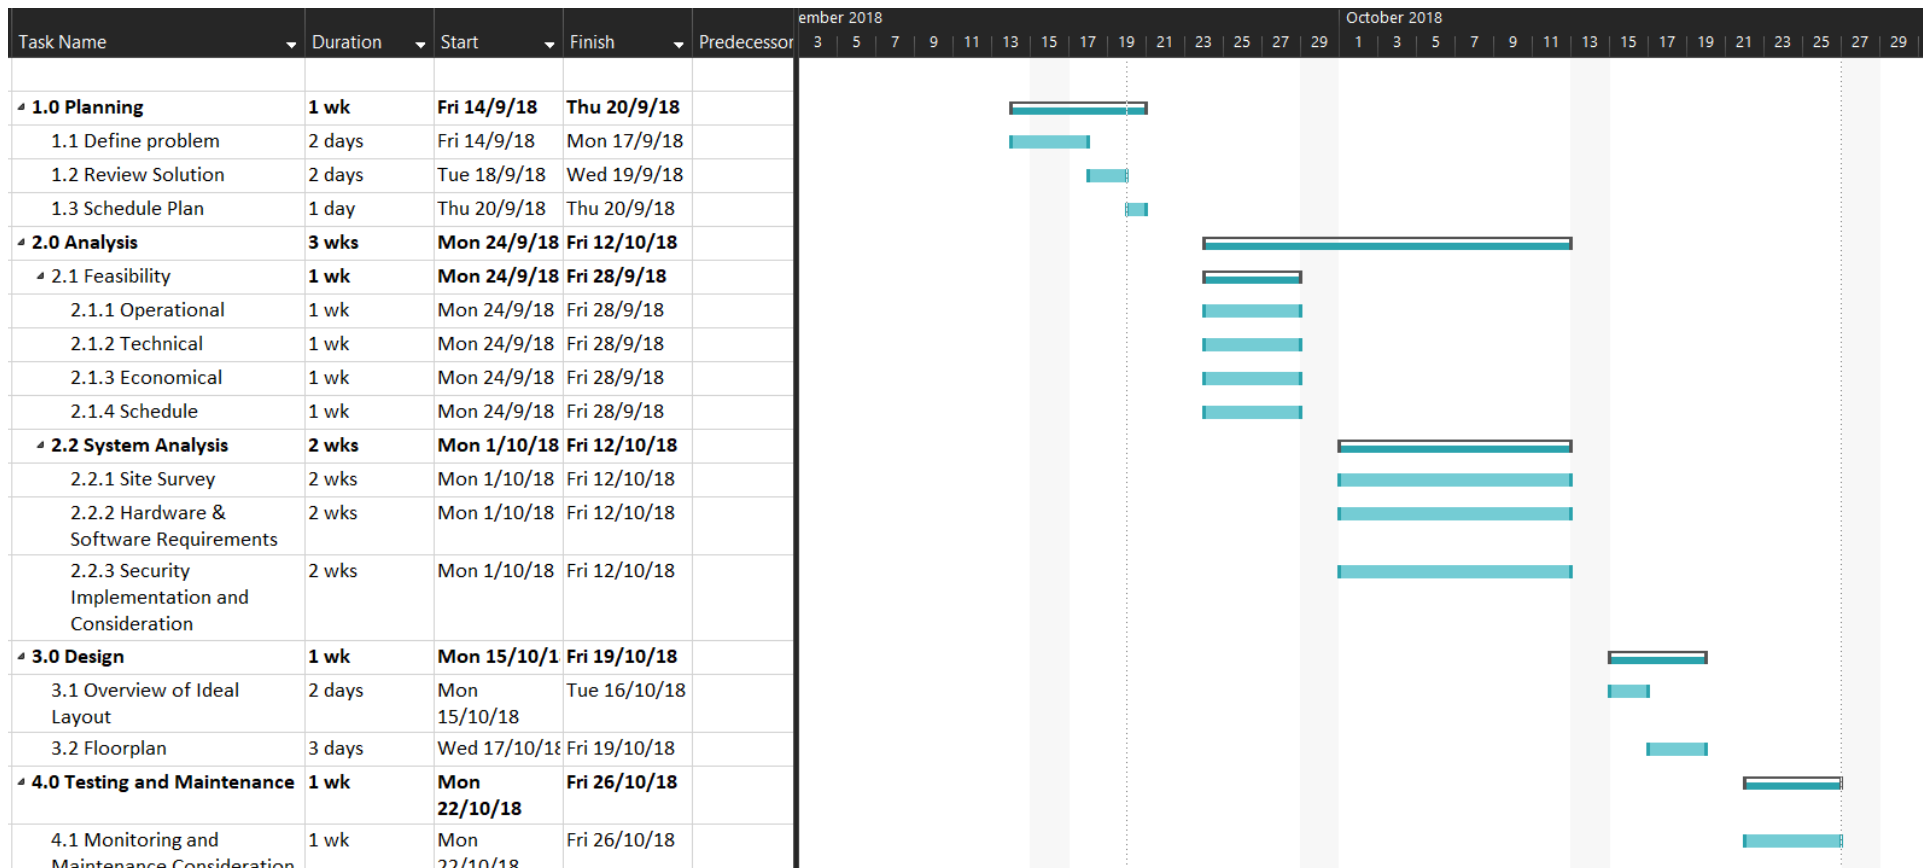 ember 2018 October 2018
Task Name Duration Start Finish Predecessor 3 5 7 9 11 13 15 17 19 21 23 25 27 29 1 3 5 7 9 11 13 15 17 19 21 23 25 27 29
1.0 Planning 1 wk Fri 14/9/18 Thu 20/9/18
1.1 Define problem 2 days Fri 14/9/18 Mon 17/9/18
1.2 Review Solution 2 days Tue 18/9/18 Wed 19/9/18
1.3 Schedule Plan 1 day Thu 20/9/18 Thu 20/9/18
2.0 Analysis 3 wks Mon 24/9/18 Fri 12/10/18
2.1 Feasibility 1 wk Mon 24/9/18 Fri 28/9/18
2.1.1 Operational 1 wk Mon 24/9/18 Fri 28/9/18
2.1.2 Technical 1 wk Mon 24/9/18 Fri 28/9/18
2.1.3 Economical 1 wk Mon 24/9/18 Fri 28/9/18
2.1.4 Schedule 1 wk Mon 24/9/18 Fri 28/9/18
2.2 System Analysis 2 wks Mon 1/10/18 Fri 12/10/18
2.2.1 Site Survey 2 wks Mon 1/10/18 Fri 12/10/18
2.2.2 Hardware & 2 wks Mon 1/10/18 Fri 12/10/18
Software Requirements
2.2.3 Security 2 wks Mon 1/10/18 Fri 12/10/18
Implementation and
Consideration
3.0 Design 1 wk Mon 15/10/1 Fri 19/10/18
3.1 Overview of Ideal 2 days Mon Tue 16/10/18
Layout 15/10/18
3.2 Floorplan 3 days Wed 17/10/18 Fri 19/10/18
4.0 Testing and Maintenance 1 wk Mon Fri 26/10/18
22/10/18
4.1 Monitoring and 1 wk Mon Fri 26/10/18
Maintenance Consideration 22/10/18